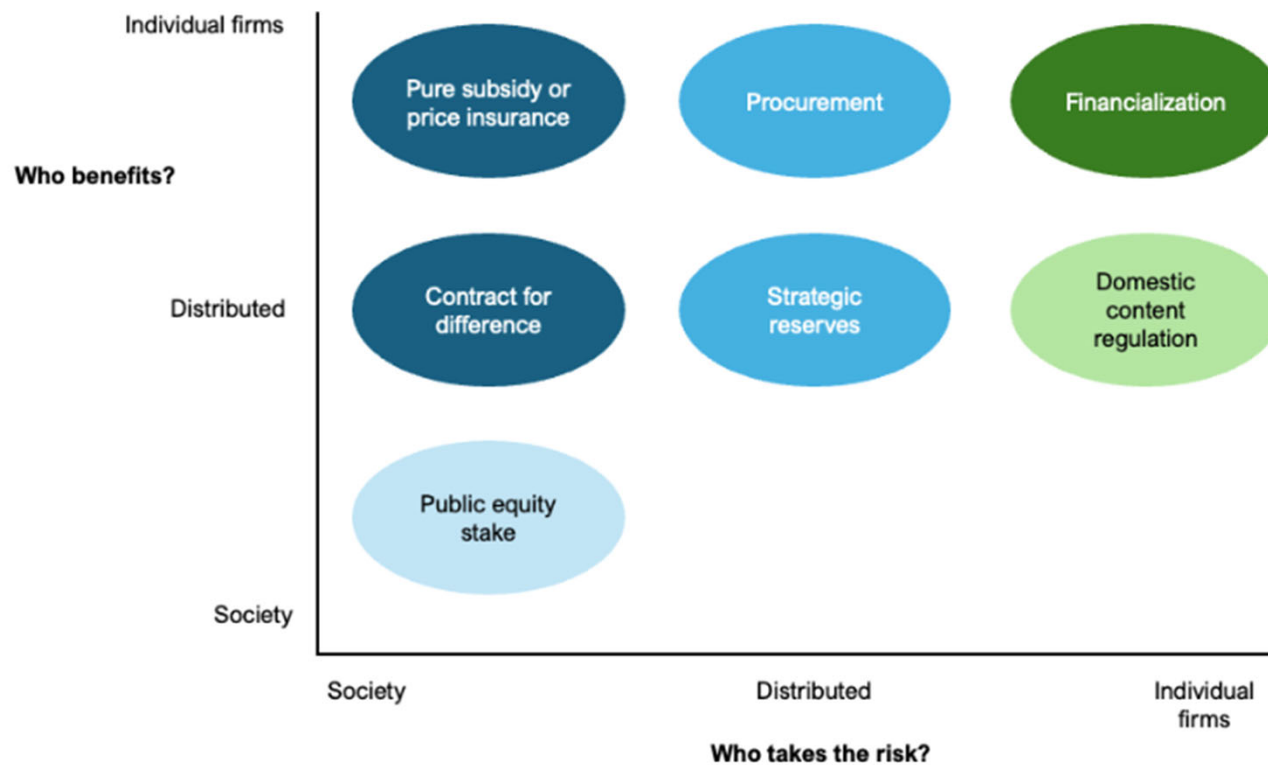 Individual firms
Pure subsidy or
price insurance
Procurement
Financialization
Who benefits?
Distributed
Contract for
difference
Strategic
reserves
Domestic
content
regulation
Public equity
stake
Society
Society
Distributed
Individual
firms
Who takes the risk?